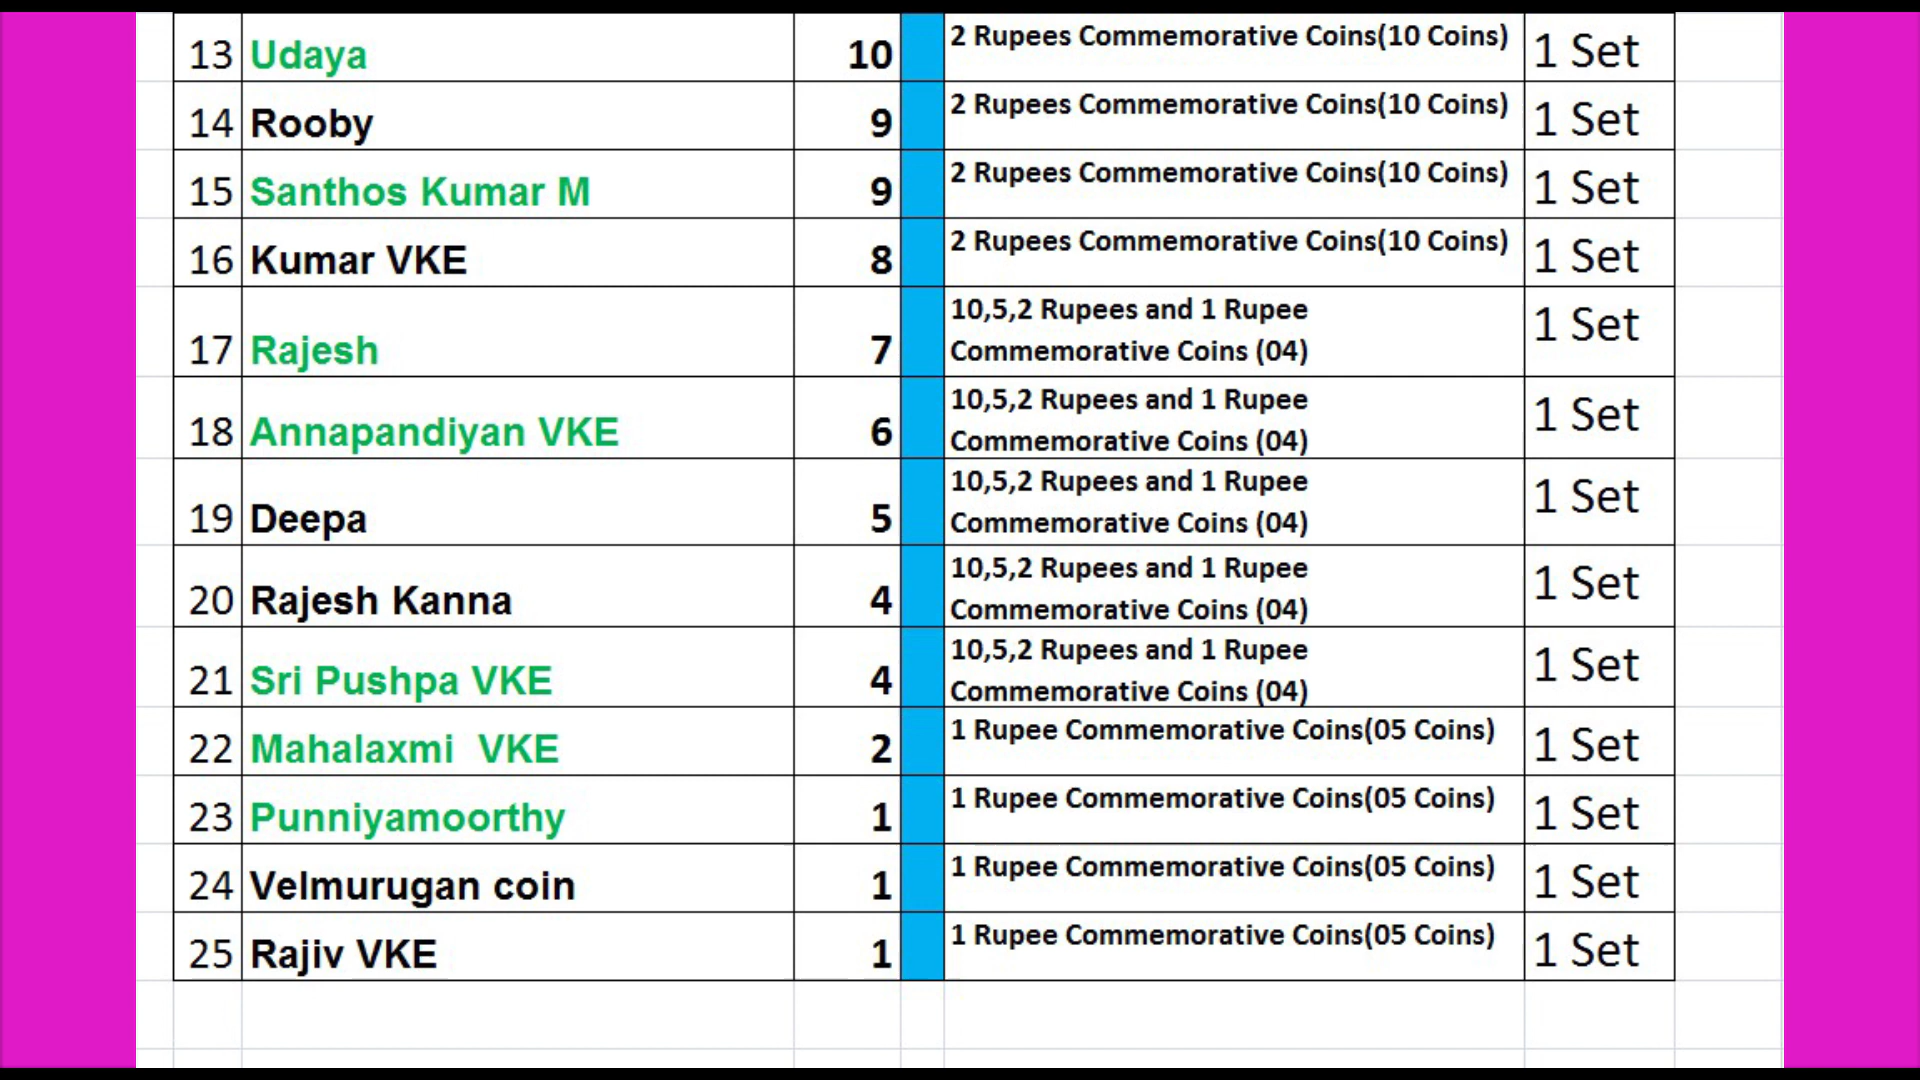 13 Udaya 10 2 Rupees Commemorative Coins(10 Coins) 1 Set
14 Rooby 9 2 Rupees Commemorative Coins(10 Coins) 1 Set
15 Santhos Kumar M 9 2 Rupees Commemorative Coins(10 Coins) 1 Set
16 Kumar VKE 8 2 Rupees Commemorative Coins(10 Coins) 1 Set
17 Rajesh 7 10,5,2 Rupees and 1 Rupee
Commemorative Coins (04) 1 Set
18 Annapandiyan VKE 6 10,5,2 Rupees and 1 Rupee
Commemorative Coins (04) 1 Set
19 Deepa 5 10,5,2 Rupees and 1 Rupee
Commemorative Coins (04) 1 Set
20 Rajesh Kanna 4 10,5,2 Rupees and 1 Rupee
Commemorative Coins (04) 1 Set
21 Sri Pushpa VKE 4 10,5,2 Rupees and 1 Rupee
Commemorative Coins (04) 1 Set
22 Mahalaxmi  VKE 2 1 Rupee Commemorative Coins(05 Coins) 1 Set
23 Punniyamoorthy 1 1 Rupee Commemorative Coins(05 Coins) 1 Set
24 Velmurugan coin 1 1 Rupee Commemorative Coins(05 Coins) 1 Set
25 Rajiv VKE 1 1 Rupee Commemorative Coins(05 Coins) 1 Set